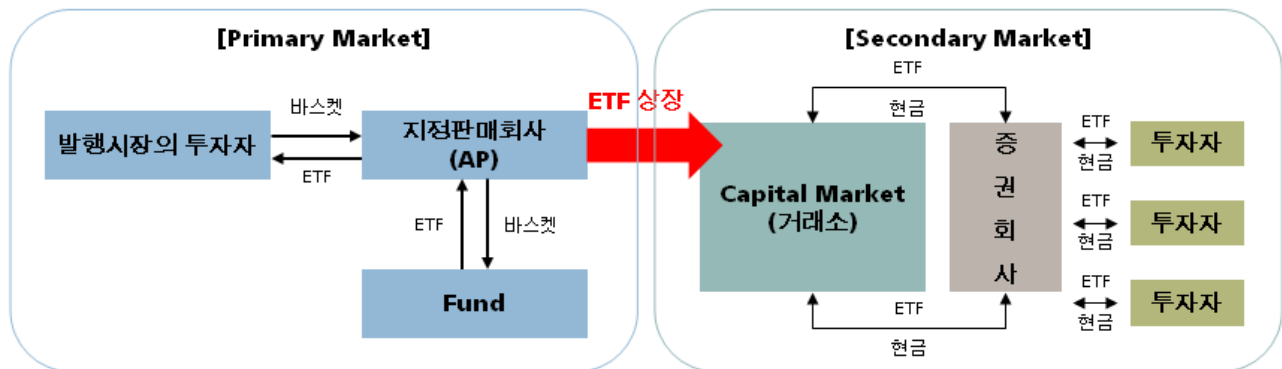 [Primary Market]
발행시장의 투자자
바스켓
ETF
지정판매회사
(AP)
ETF
바스켓
Fund
ETF 상장
[Secondary Market]
ETF
현금
Capital Market
(거래소)
증
권
회
사
ETF
현금
ETF
현금
투자자
ETF
현금
투자자
ETF
현금
투자자